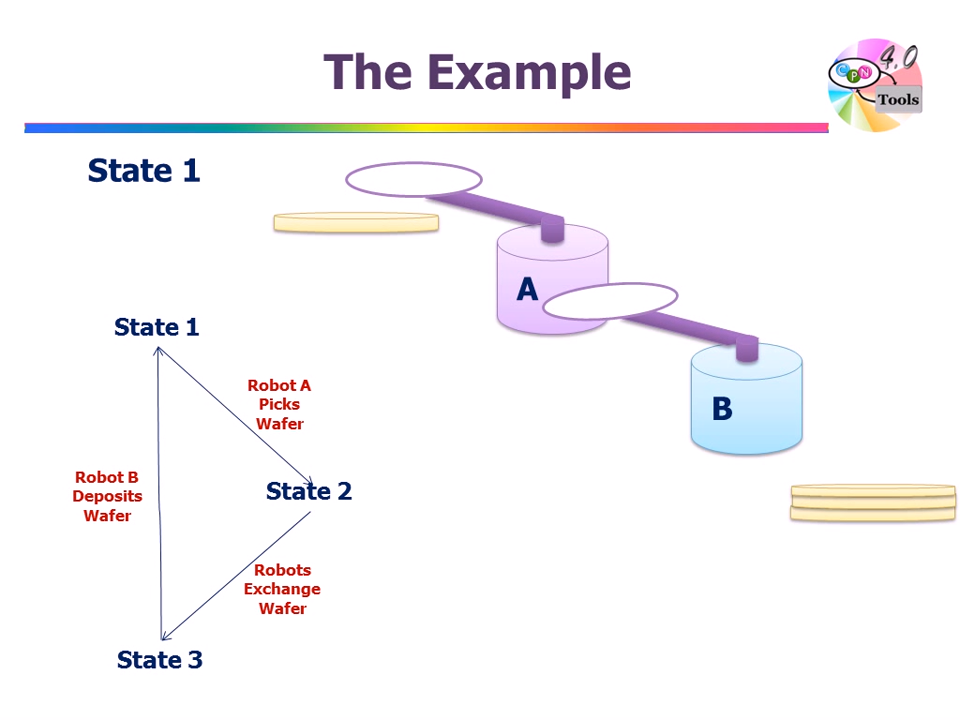 The Example
4.0
CPN
Tools
State 1
A
B
State 1
Robot A
Picks
Wafer
Robot B
Deposits
Wafer
State 2
Robots
Exchange
Wafer
State 3